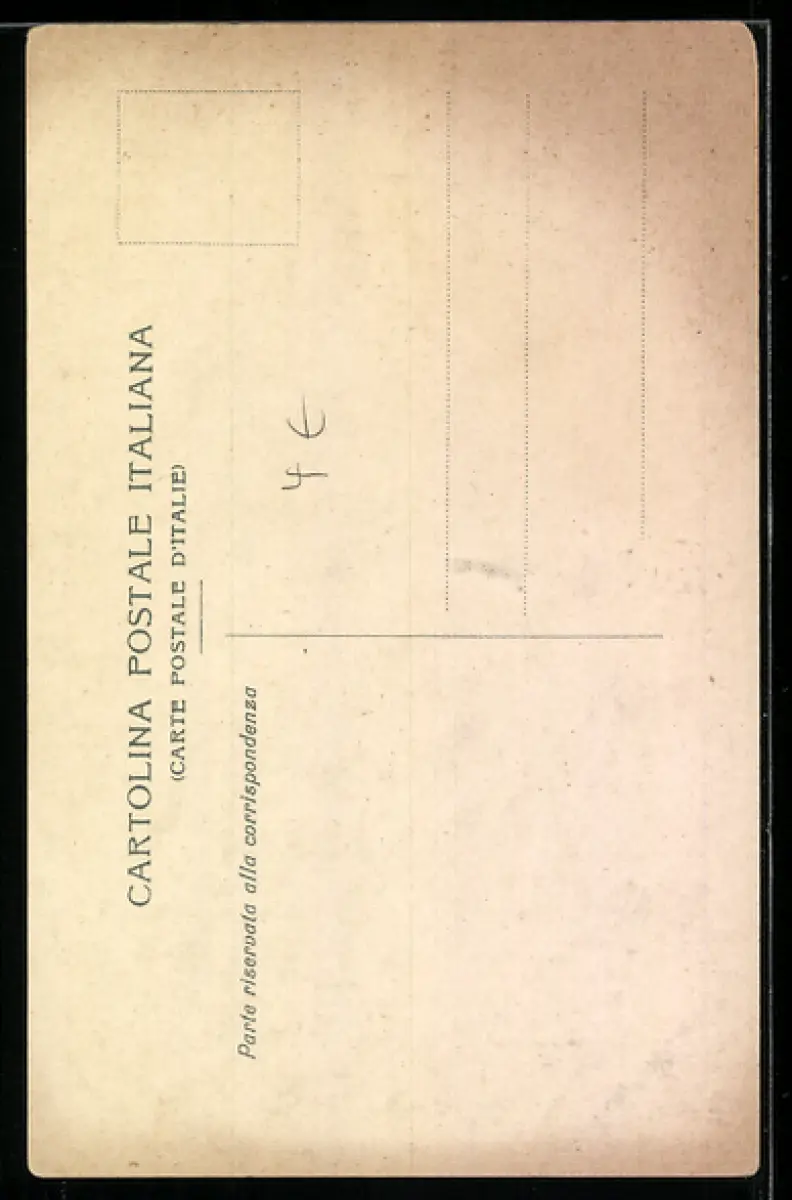 CARTOLINA POSTALE ITALIANA
(CARTE POSTALE D'ITALIE)
Parte riservata alla corrispondenza
4 €